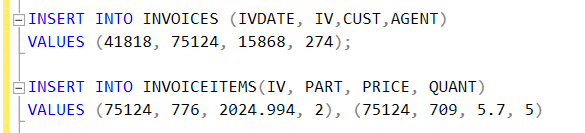 INSERT INTO INVOICES (IVDATE, IV,CUST,AGENT)
VALUES (41818, 75124, 15868, 274);
INSERT INTO INVOICEITEMS(IV, PART, PRICE, QUANT)
VALUES (75124, 776, 2024.994, 2), (75124, 709, 5.7, 5)